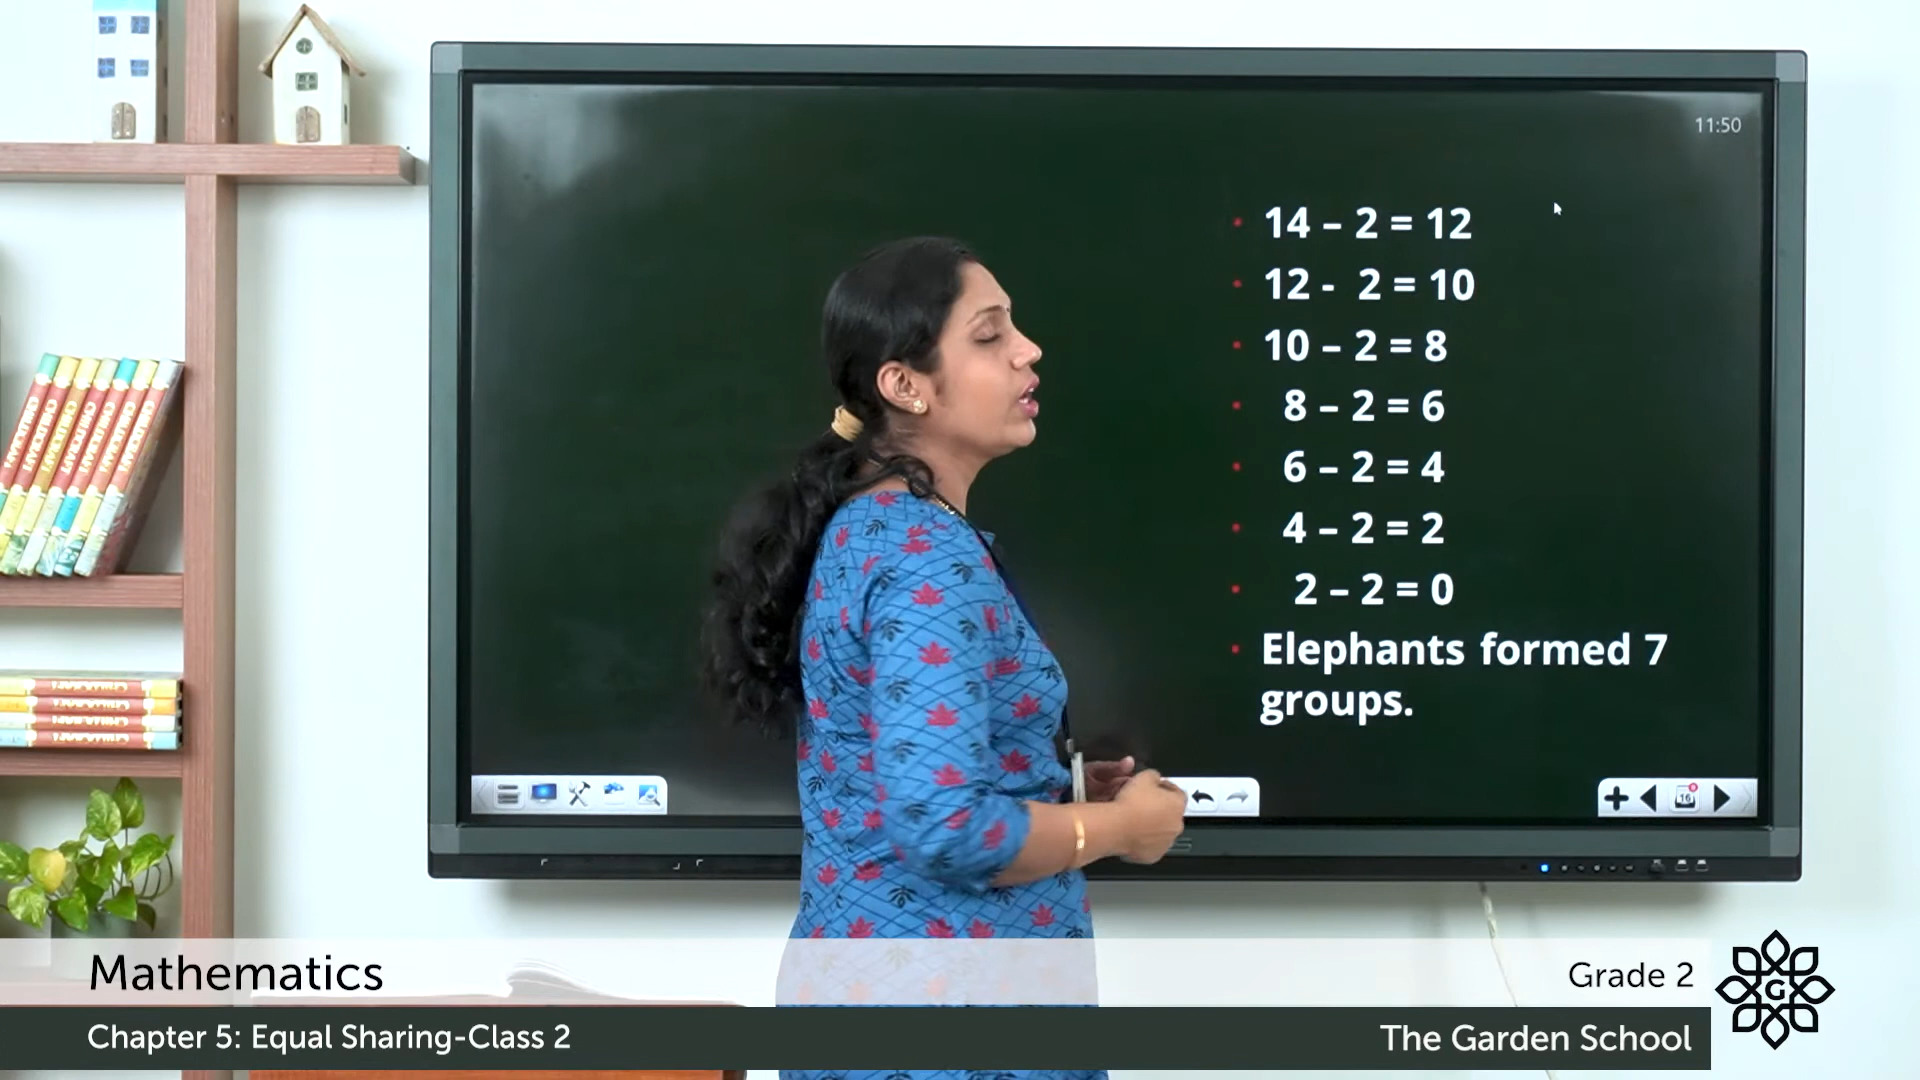 11:50
14 – 2 = 12
12 - 2 = 10
10 – 2 = 8
8 – 2 = 6
6 – 2 = 4
4 – 2 = 2
2 – 2 = 0
Elephants formed 7
groups.
16
Mathematics
Grade 2
Chapter 5: Equal Sharing-Class 2
The Garden School
G